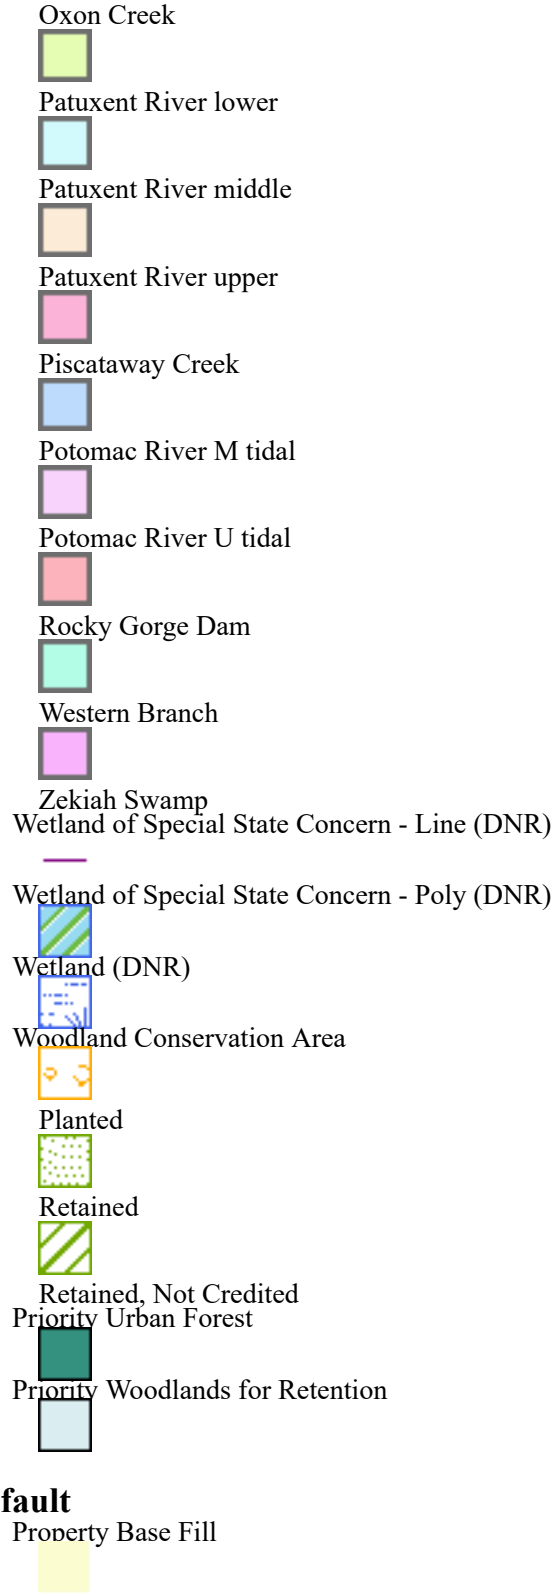 Oxon Creek
Patuxent River lower
Patuxent River middle
Patuxent River upper
Piscataway Creek
Potomac River M tidal
Potomac River U tidal
Rocky Gorge Dam
Western Branch
Zekiah Swamp
Wetland of Special State Concern - Line (DNR)
Wetland of Special State Concern - Poly (DNR)
Wetland (DNR)
Woodland Conservation Area
Planted
Retained
Retained, Not Credited
Priority Urban Forest
Priority Woodlands for Retention
fault
Property Base Fill